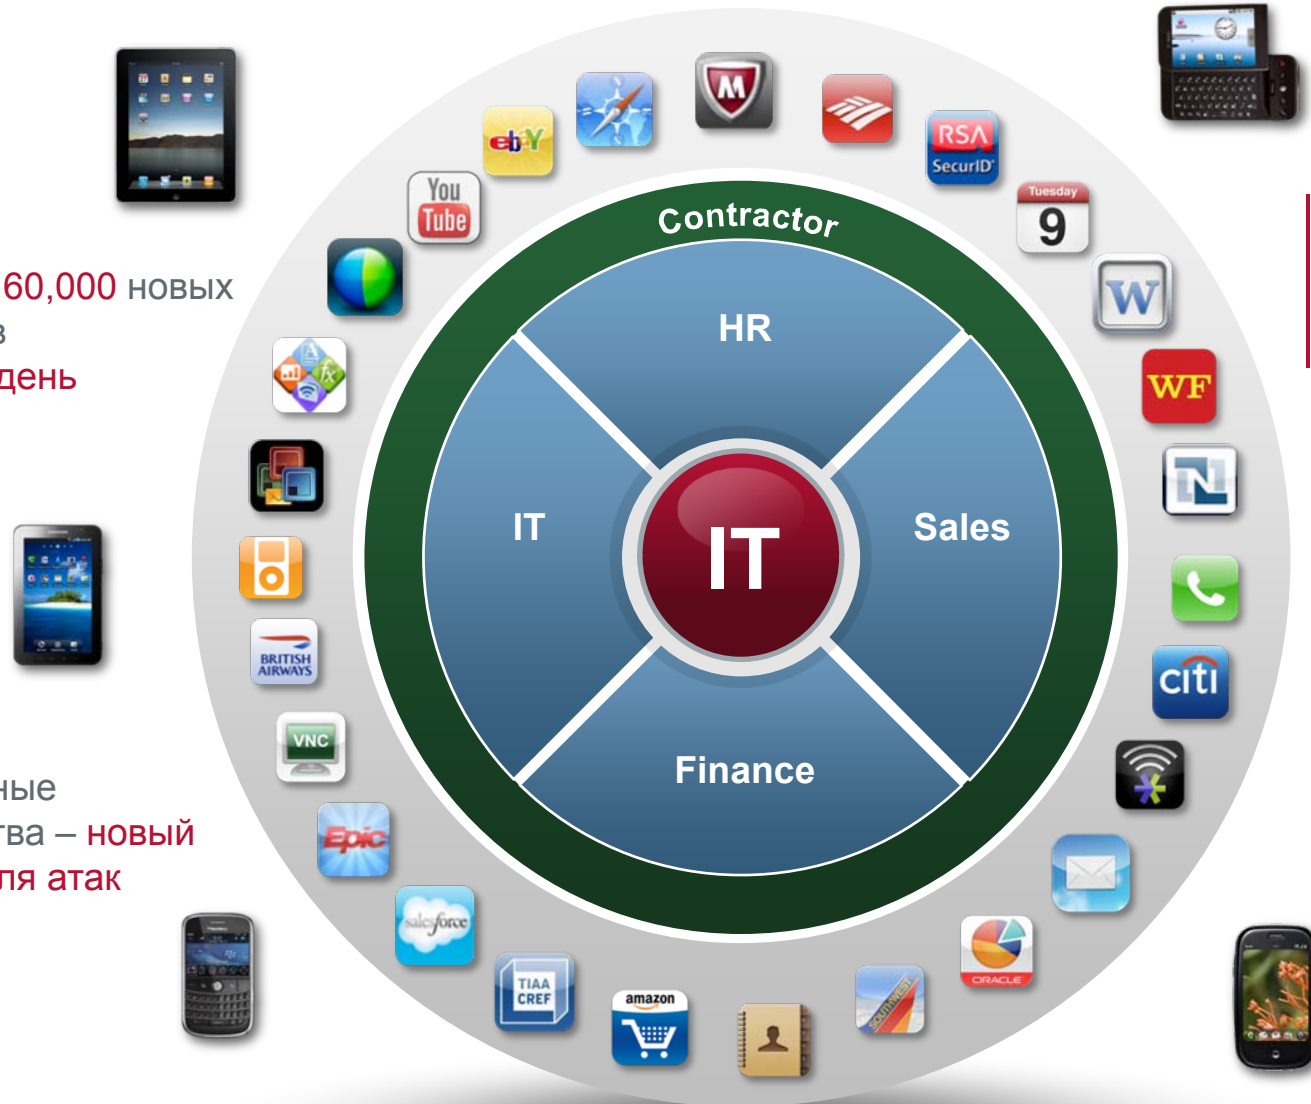 60,000 новых
в
день
ные
тва – новый
ля атак
Contractor
HR
IT
Sales
IT
Finance
ebaY
You
Tube
M
RSA
SecurID
Tuesday
9
W
WF
N
citi
ORACLE
SOUTHWEST
amazon
TIAA
CREF
salesforce
Epic
VNC
BRITISH
AIRWAYS